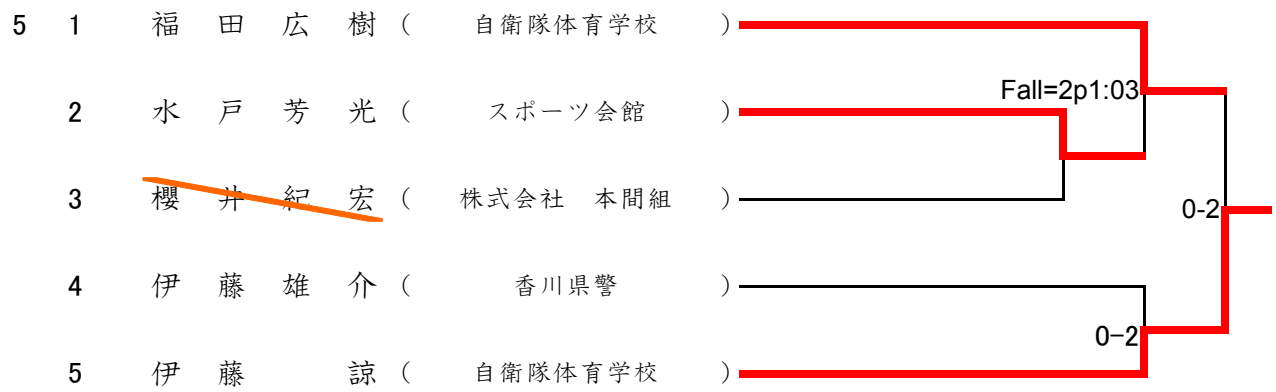 5 1 福田広樹 ( 自衛隊体育学校 )
Fall=2p1:03
2 水戸芳光 ( スポーツ会館 )
3 櫻井紀宏 ( 株式会社 本間組 )
0-2
4 伊藤雄介 ( 香川県警 )
0-2
5 伊藤 諒 ( 自衛隊体育学校 )